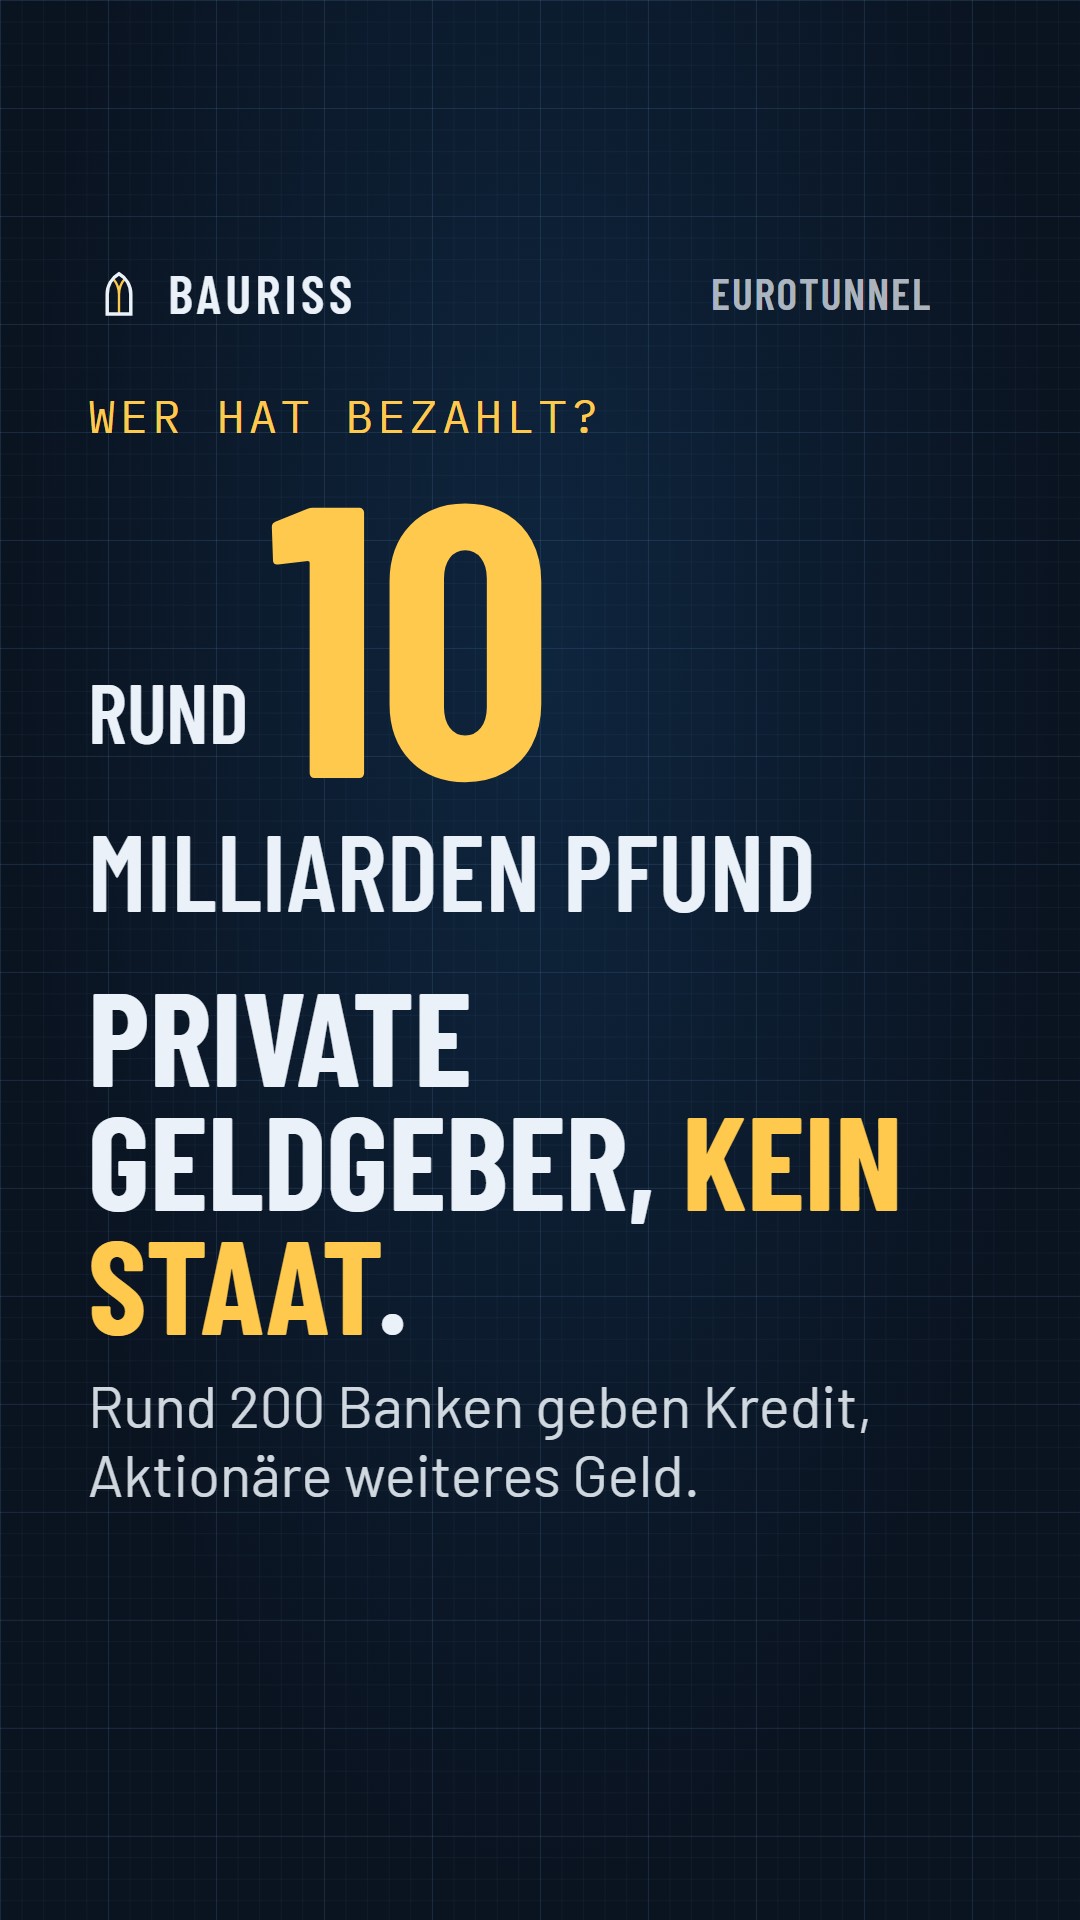 BAURISS
EUROTUNNEL
WER HAT BEZAHLT?
RUND 10
MILLIARDEN PFUND
PRIVATE
GELDGEBER, KEIN
STAAT.
Rund 200 Banken geben Kredit,
Aktionäre weiteres Geld.